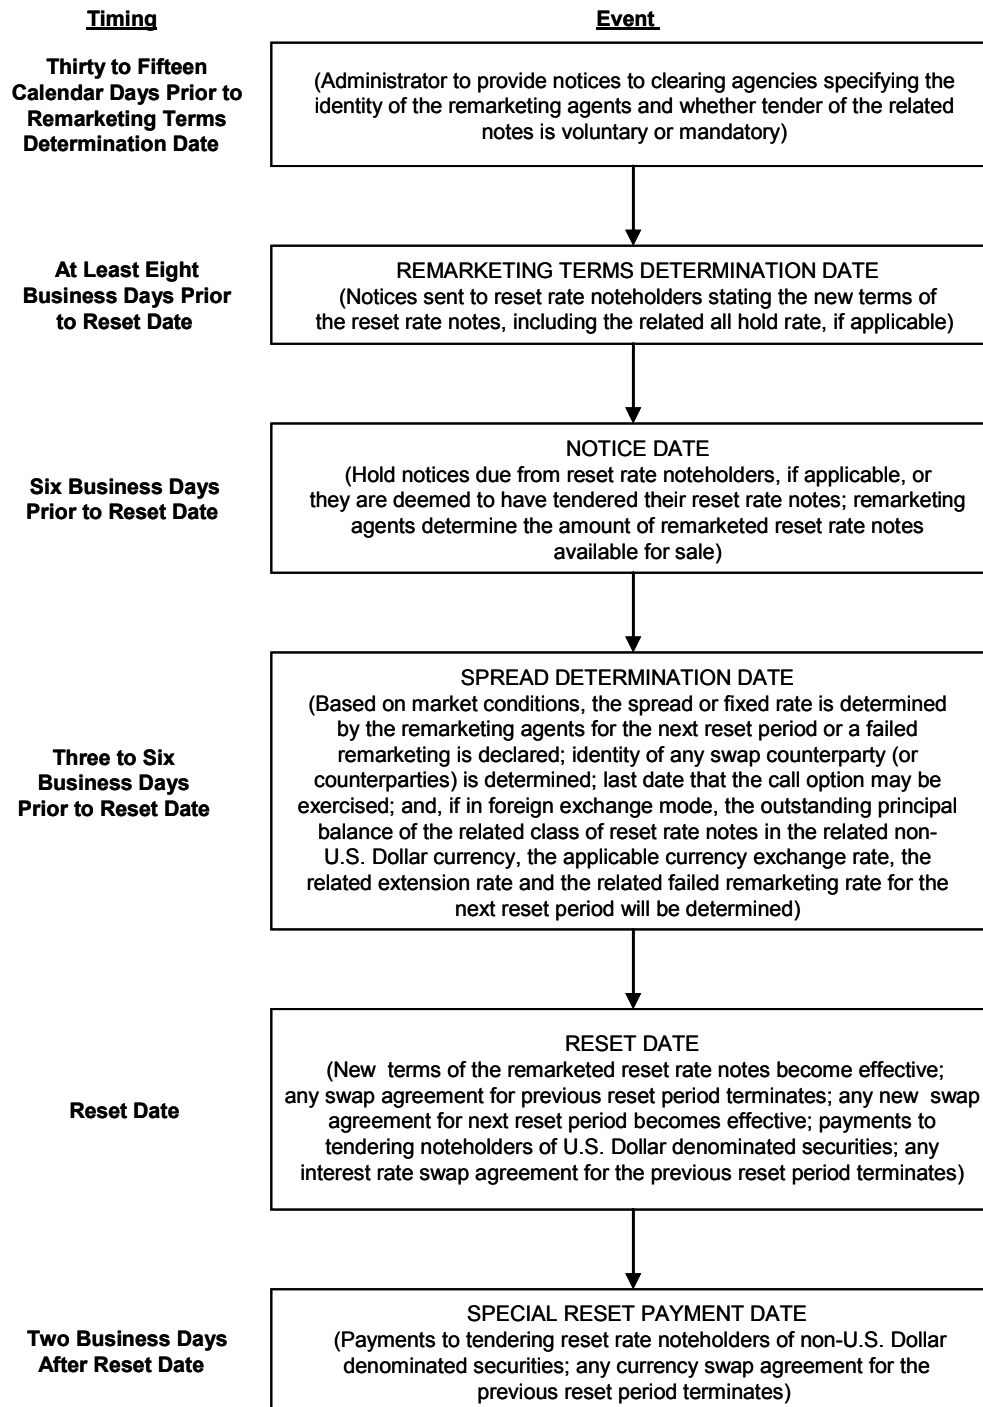 Timing
Event
Thirty to Fifteen
Calendar Days Prior to
Remarketing Terms
Determination Date
(Administrator to provide notices to clearing agencies specifying the
identity of the remarketing agents and whether tender of the related
notes is voluntary or mandatory)
At Least Eight
Business Days Prior
to Reset Date
REMARKETING TERMS DETERMINATION DATE
(Notices sent to reset rate noteholders stating the new terms of
the reset rate notes, including the related all hold rate, if applicable)
Six Business Days
Prior to Reset Date
NOTICE DATE
(Hold notices due from reset rate noteholders, if applicable, or
they are deemed to have tendered their reset rate notes; remarketing
agents determine the amount of remarketed reset rate notes
available for sale)
Three to Six
Business Days
Prior to Reset Date
SPREAD DETERMINATION DATE
(Based on market conditions, the spread or fixed rate is determined
by the remarketing agents for the next reset period or a failed
remarketing is declared; identity of any swap counterparty (or
counterparties) is determined; last date that the call option may be
exercised; and, if in foreign exchange mode, the outstanding principal
balance of the related class of reset rate notes in the related non-
U.S. Dollar currency, the applicable currency exchange rate, the
related extension rate and the related failed remarketing rate for the
next reset period will be determined)
Reset Date
RESET DATE
(New terms of the remarketed reset rate notes become effective;
any swap agreement for previous reset period terminates; any new swap
agreement for next reset period becomes effective; payments to
tendering noteholders of U.S. Dollar denominated securities; any
interest rate swap agreement for the previous reset period terminates)
Two Business Days
After Reset Date
SPECIAL RESET PAYMENT DATE
(Payments to tendering reset rate noteholders of non-U.S. Dollar
denominated securities; any currency swap agreement for the
previous reset period terminates)